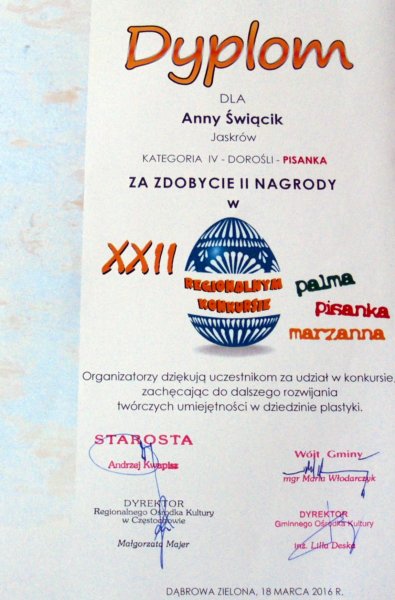 Dyplom
DLA
Anny Świącik
Jaskrów
KATEGORIA IV - DOROŚLI - PISANKA
ZA ZDOBYCIE II NAGRODY
W
XXII
REGIONALNYM
KONKURSIE
palma
pisanka
marzanna
Organizatorzy dziękują uczestnikom za udział w konkursie,
zachęcając do dalszego rozwijania
twórczych umiejętności w dziedzinie plastyki.
STAROSTA
Andrzej Kwapisz
Wójt Gminy
mgr Maria Włodarczyk
DYREKTOR
Regionalnego Ośrodka Kultury
w Częstochowie
Małgorzata Majer
DYREKTOR
Gminnego Ośrodka Kultury
inż. Lilla Deska
DĄBROWA ZIELONA, 18 MARCA 2016 R.